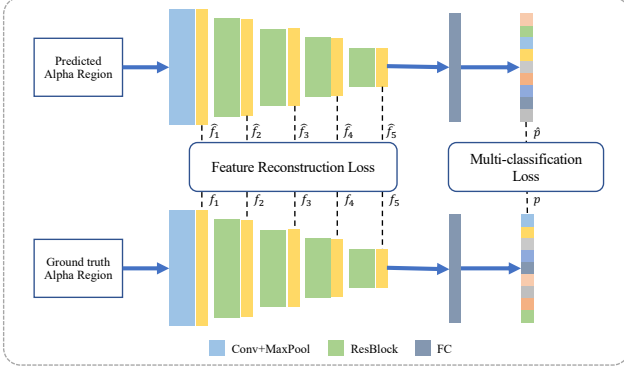 Predicted
Alpha Region
f̂₁
f̂₂
f̂₃
f̂₄
f̂₅
p̂
Feature Reconstruction Loss
Multi-classification
Loss
f₁
f₂
f₃
f₄
f₅
p
Ground truth
Alpha Region
Conv+MaxPool
ResBlock
FC